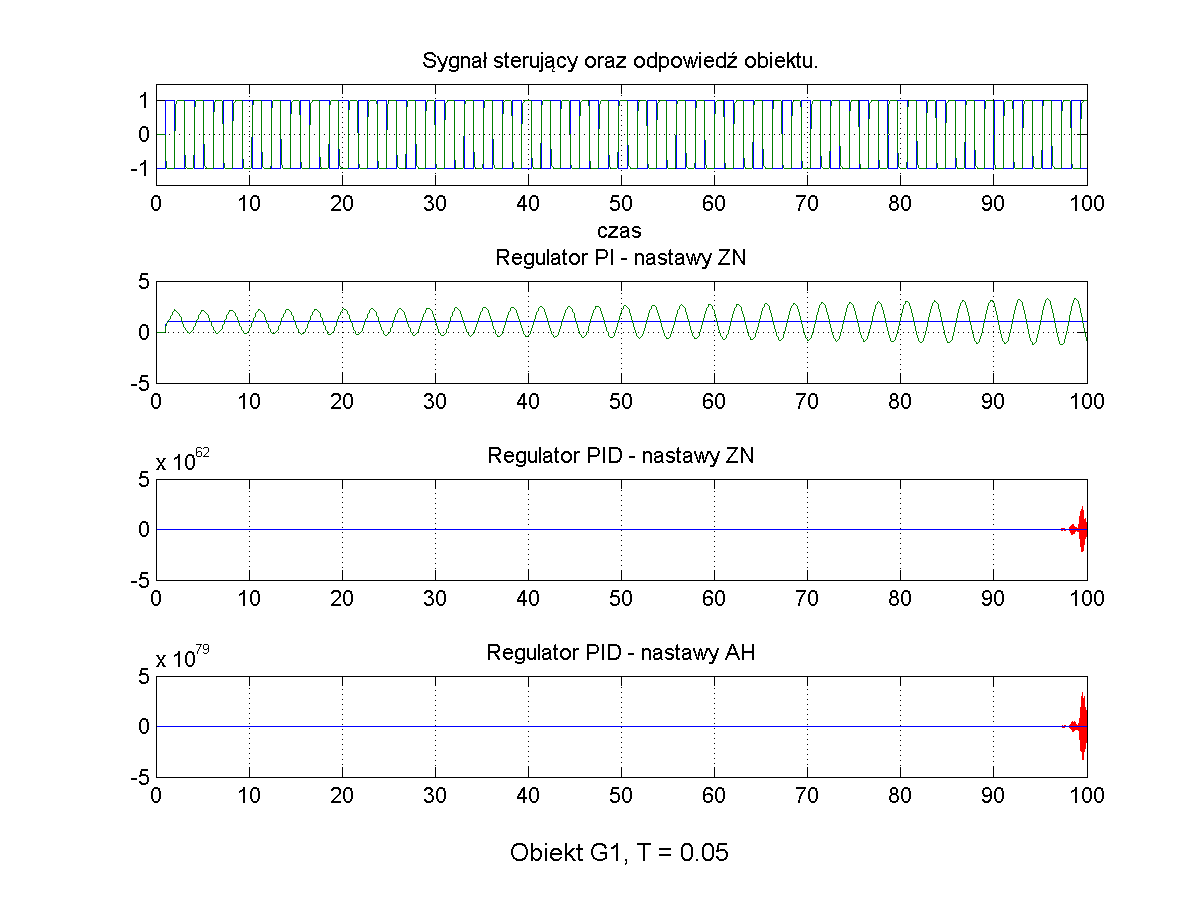 Sygnał sterujący oraz odpowiedź obiektu.
1
0
-1
0 10 20 30 40 50 60 70 80 90 100
czas
Regulator PI - nastawy ZN
5
0
-5
0 10 20 30 40 50 60 70 80 90 100
Regulator PID - nastawy ZN
x 10^62
5
0
-5
0 10 20 30 40 50 60 70 80 90 100
Regulator PID - nastawy AH
x 10^79
5
0
-5
0 10 20 30 40 50 60 70 80 90 100
Obiekt G1, T = 0.05